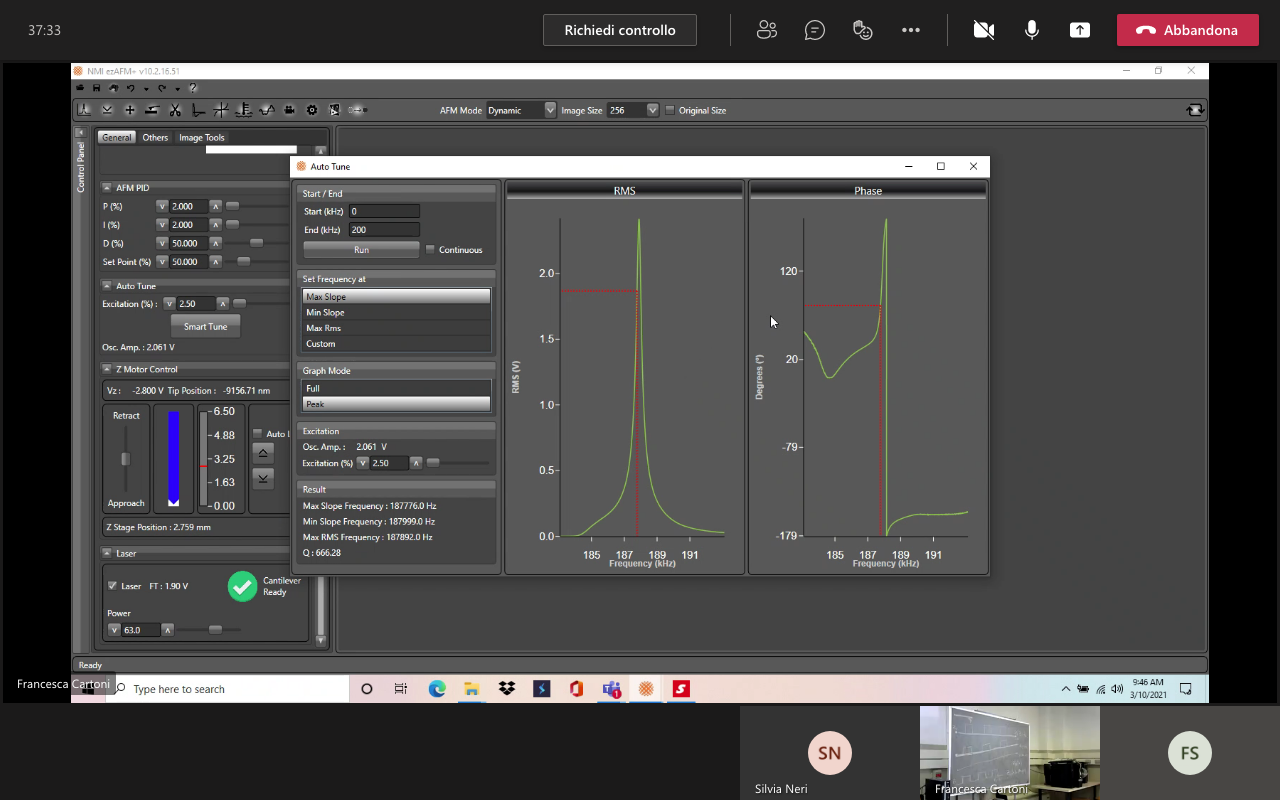 37:33
Richiedi controllo
Abbandona
NMI ezAFM+ v10.2.16.51
AFM Mode Dynamic Image Size 256 Original Size
Control Panel
General Others Image Tools
AFM PID
P (%) 2.000
I (%) 2.000
D (%) 50.000
Set Point (%) 50.000
Auto Tune
Excitation (%) : 2.50
Smart Tune
Osc. Amp. : 2.061 V
Z Motor Control
Vz : -2.800 V Tip Position : -9156.71 nm
Retract
Approach
6.50
4.88
3.25
1.63
0.00
Auto
Z Stage Position : 2.759 mm
Laser
Laser FT : 1.90 V
Cantilever
Ready
Power
63.0
Auto Tune
Start / End
Start (kHz) 0
End (kHz) 200
Run Continuous
Set Frequency at
Max Slope
Min Slope
Max Rms
Custom
Graph Mode
Full
Peak
Excitation
Osc. Amp. : 2.061 V
Excitation (%) 2.50
Result
Max Slope Frequency : 187776.0 Hz
Min Slope Frequency : 187999.0 Hz
Max RMS Frequency : 187892.0 Hz
Q : 666.28
RMS
RMS (V)
2.0
1.5
1.0
0.5
0.0
185 187 189 191
Frequency (kHz)
Phase
Degrees (°)
120
20
-79
-179
185 187 189 191
Frequency (kHz)
Ready
Francesca Cartoni
Type here to search
9:46 AM
3/10/2021
SN
Silvia Neri
Francesca Cartoni
FS